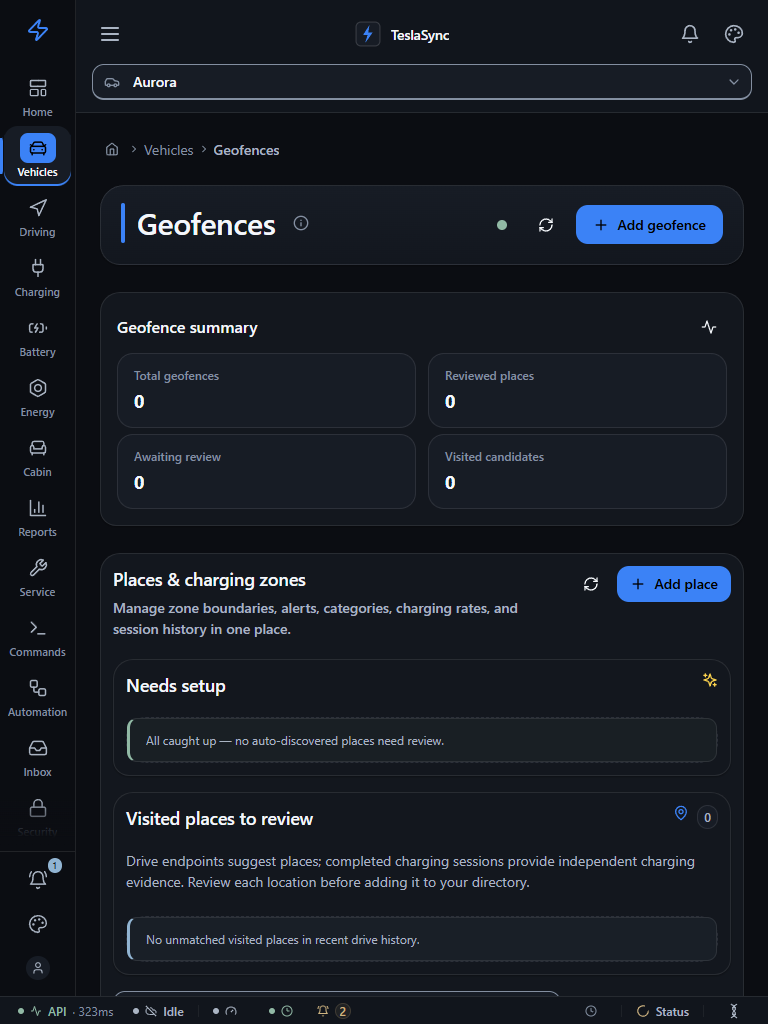 TeslaSync
Aurora
Home
Vehicles
Driving
Charging
Battery
Energy
Cabin
Reports
Service
Commands
Automation
Inbox
Security
1
Vehicles
Geofences
Geofences
Add geofence
Geofence summary
Total geofences
0
Reviewed places
0
Awaiting review
0
Visited candidates
0
Places & charging zones
Add place
Manage zone boundaries, alerts, categories, charging rates, and
session history in one place.
Needs setup
All caught up — no auto-discovered places need review.
Visited places to review
0
Drive endpoints suggest places; completed charging sessions provide independent charging
evidence. Review each location before adding it to your directory.
No unmatched visited places in recent drive history.
API · 323ms
Idle
2
Status